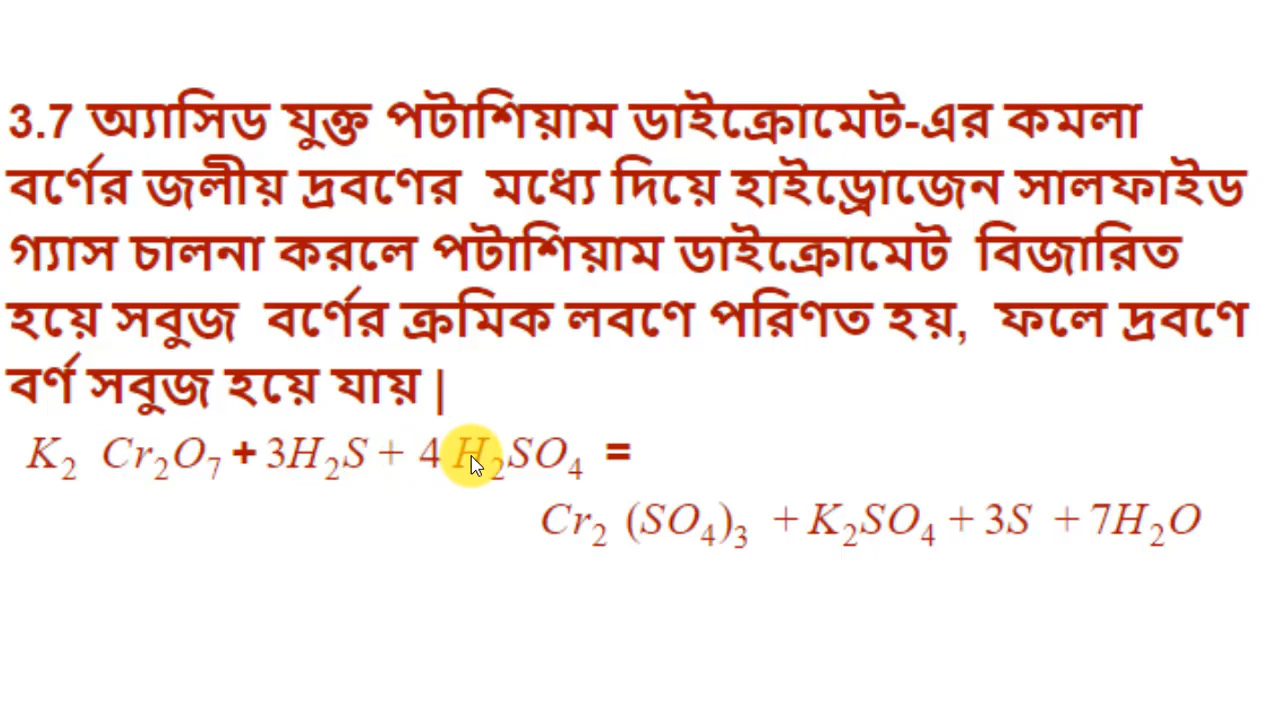 3.7 অ্যাসিড যুক্ত পটাশিয়াম ডাইক্রোমেট-এর কমলা
বর্ণের জলীয় দ্রবণের মধ্যে দিয়ে হাইড্রোজেন সালফাইড
গ্যাস চালনা করলে পটাশিয়াম ডাইক্রোমেট বিজারিত
হয়ে সবুজ বর্ণের ক্রমিক লবণে পরিণত হয়, ফলে দ্রবণে
বর্ণ সবুজ হয়ে যায় |
K₂ Cr₂O₇ + 3H₂S + 4 H₂SO₄ =
Cr₂ (SO₄)₃ + K₂SO₄ + 3S + 7H₂O